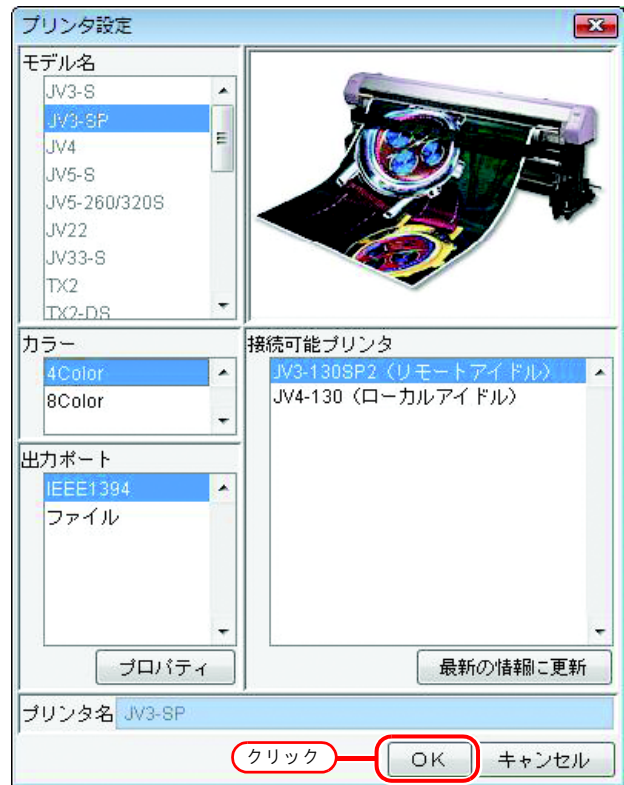 プリンタ設定
モデル名
JV3-S
JV3-SP
JV4
JV5-S
JV5-260/320S
JV22
JV33-S
TX2
TX2-DS
カラー
4Color
8Color
出力ポート
IEEE1394
ファイル
プロパティ
接続可能プリンタ
JV3-130SP2（リモートアイドル）
JV4-130（ローカルアイドル）
最新の情報に更新
プリンタ名 JV3-SP
クリック
OK
キャンセル